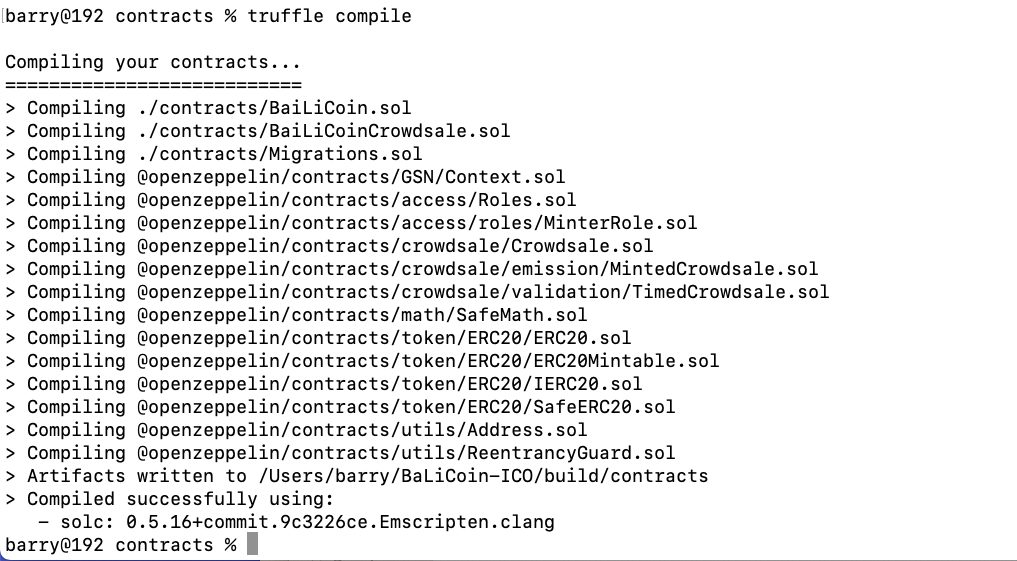 barry@192 contracts % truffle compile
Compiling your contracts...
===========================
> Compiling ./contracts/BaiLiCoin.sol
> Compiling ./contracts/BaiLiCoinCrowdsale.sol
> Compiling ./contracts/Migrations.sol
> Compiling @openzeppelin/contracts/GSN/Context.sol
> Compiling @openzeppelin/contracts/access/Roles.sol
> Compiling @openzeppelin/contracts/access/roles/MinterRole.sol
> Compiling @openzeppelin/contracts/crowdsale/Crowdsale.sol
> Compiling @openzeppelin/contracts/crowdsale/emission/MintedCrowdsale.sol
> Compiling @openzeppelin/contracts/crowdsale/validation/TimedCrowdsale.sol
> Compiling @openzeppelin/contracts/math/SafeMath.sol
> Compiling @openzeppelin/contracts/token/ERC20/ERC20.sol
> Compiling @openzeppelin/contracts/token/ERC20/ERC20Mintable.sol
> Compiling @openzeppelin/contracts/token/ERC20/IERC20.sol
> Compiling @openzeppelin/contracts/token/ERC20/SafeERC20.sol
> Compiling @openzeppelin/contracts/utils/Address.sol
> Compiling @openzeppelin/contracts/utils/ReentrancyGuard.sol
> Artifacts written to /Users/barry/BaLiCoin-ICO/build/contracts
> Compiled successfully using:
   - solc: 0.5.16+commit.9c3226ce.Emscripten.clang
barry@192 contracts %